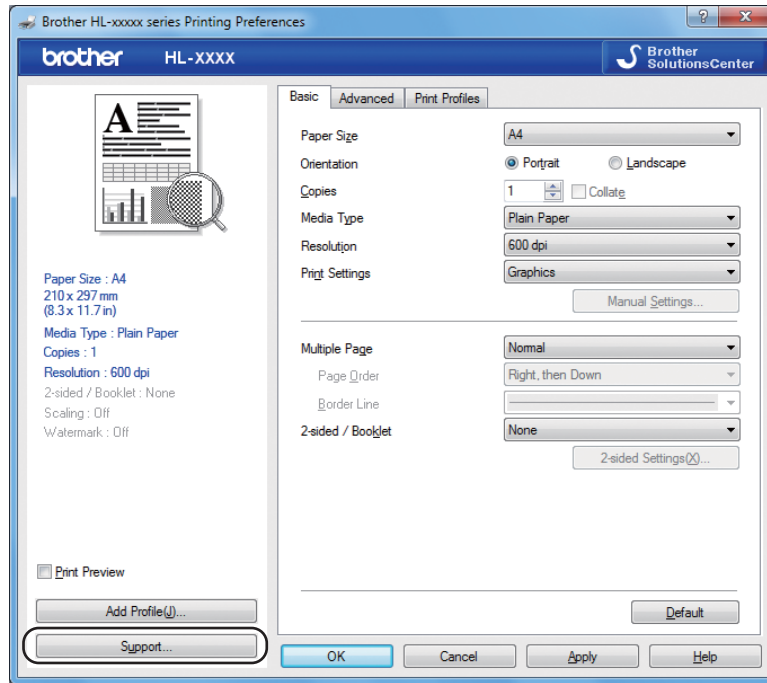 Brother HL-xxxxx series Printing Preferences
brother HL-XXXX
Brother
SolutionsCenter
A
Paper Size : A4
210 x 297 mm
(8.3 x 11.7 in)
Media Type : Plain Paper
Copies : 1
Resolution : 600 dpi
2-sided / Booklet : None
Scaling : Off
Watermark : Off
Print Preview
Add Profile(J)...
Support...
Basic Advanced Print Profiles
Paper Size A4
Orientation Portrait Landscape
Copies 1 Collate
Media Type Plain Paper
Resolution 600 dpi
Print Settings Graphics
Manual Settings...
Multiple Page Normal
Page Order Right, then Down
Border Line
2-sided / Booklet None
2-sided Settings(X)...
Default
OK Cancel Apply Help